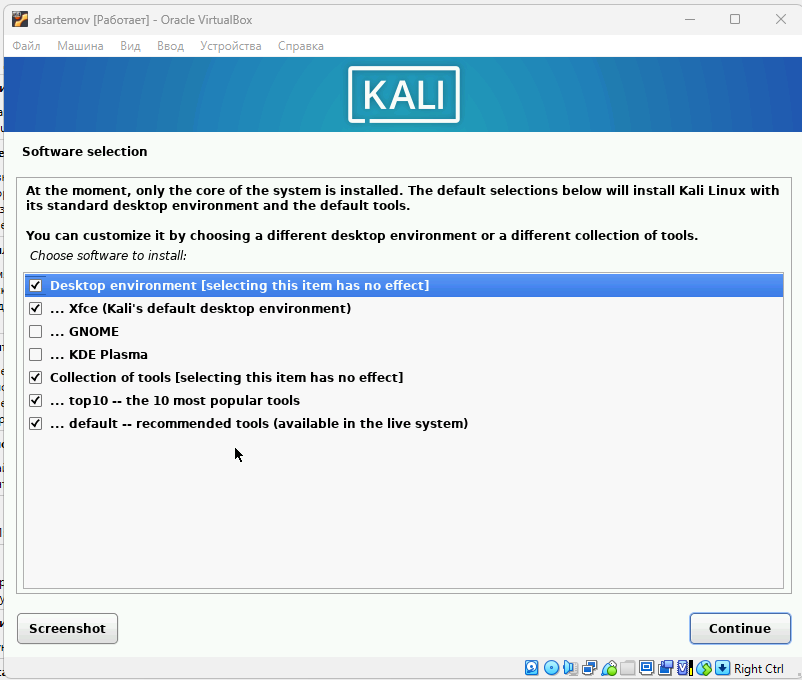 dsartemov [Работает] - Oracle VirtualBox
Файл Машина Вид Ввод Устройства Справка
KALI
Software selection
At the moment, only the core of the system is installed. The default selections below will install Kali Linux with
its standard desktop environment and the default tools.
You can customize it by choosing a different desktop environment or a different collection of tools.
Choose software to install:
Desktop environment [selecting this item has no effect]
... Xfce (Kali's default desktop environment)
... GNOME
... KDE Plasma
Collection of tools [selecting this item has no effect]
... top10 -- the 10 most popular tools
... default -- recommended tools (available in the live system)
Screenshot Continue
Right Ctrl